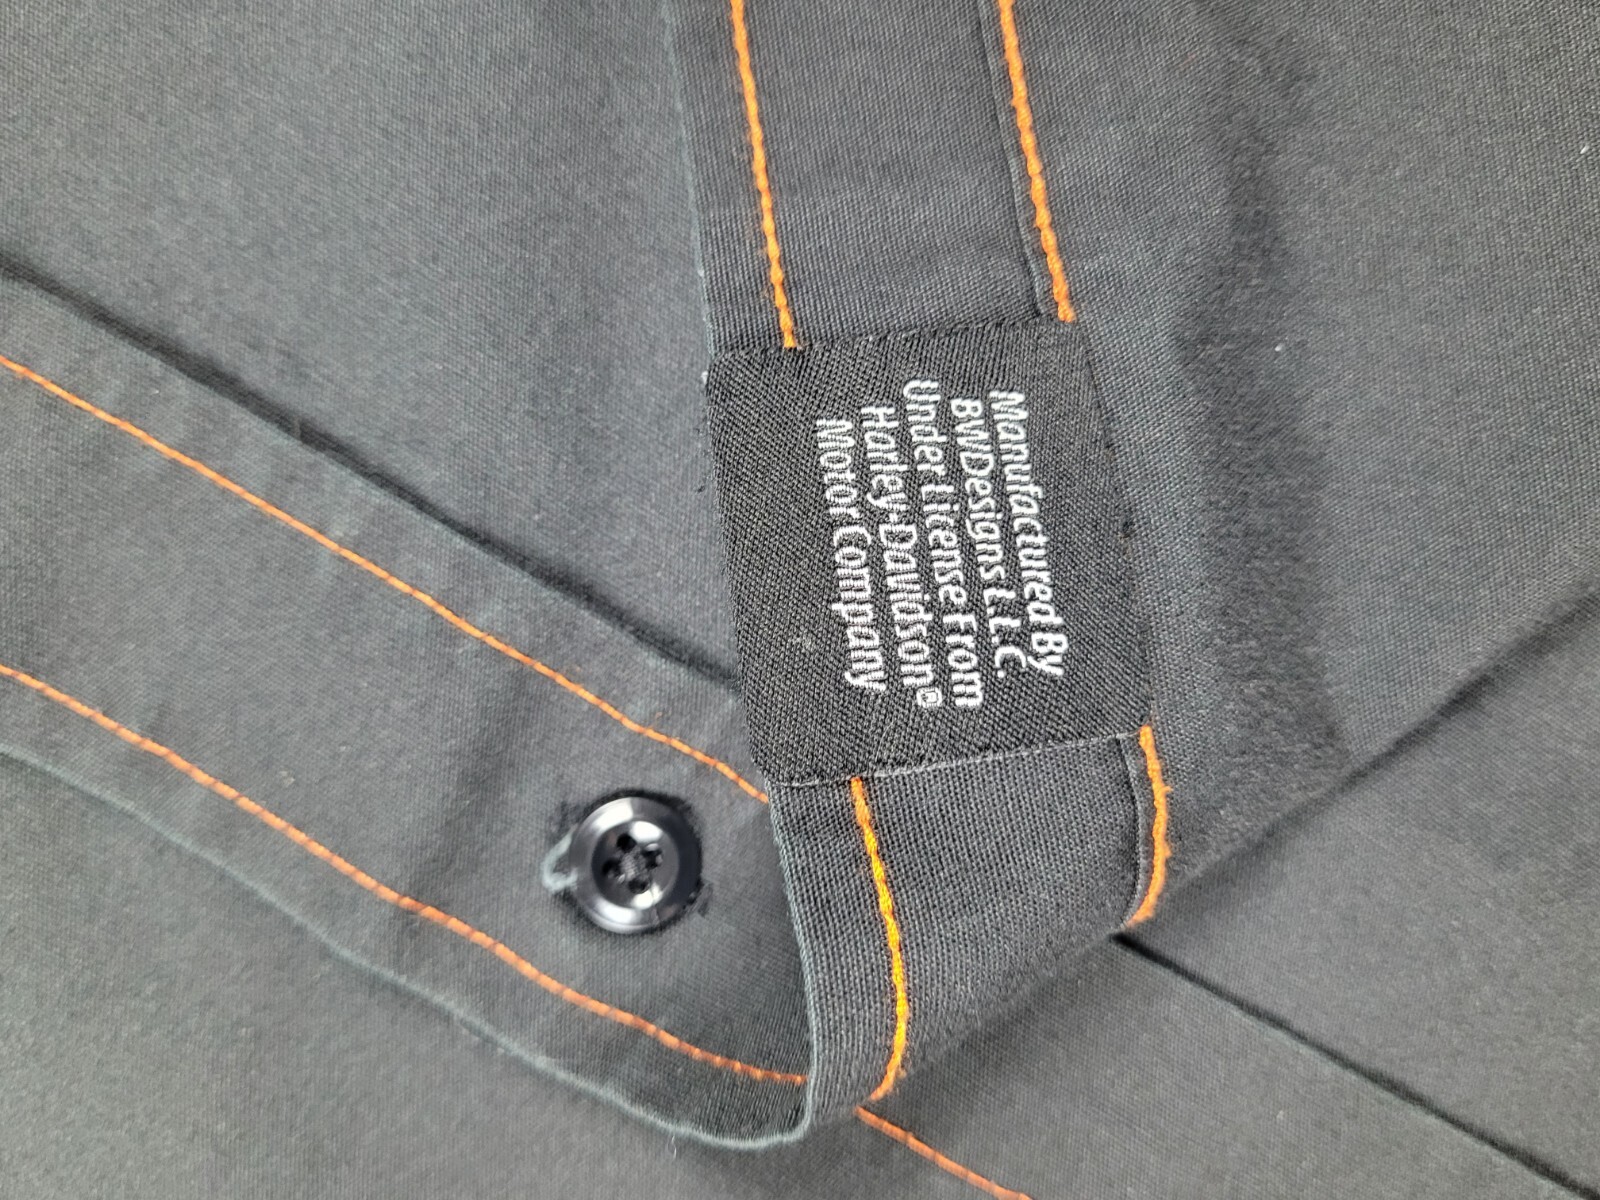 Manufactured By
BWDesigns L.L.C.
Under License From
Harley-Davidson®
Motor Company